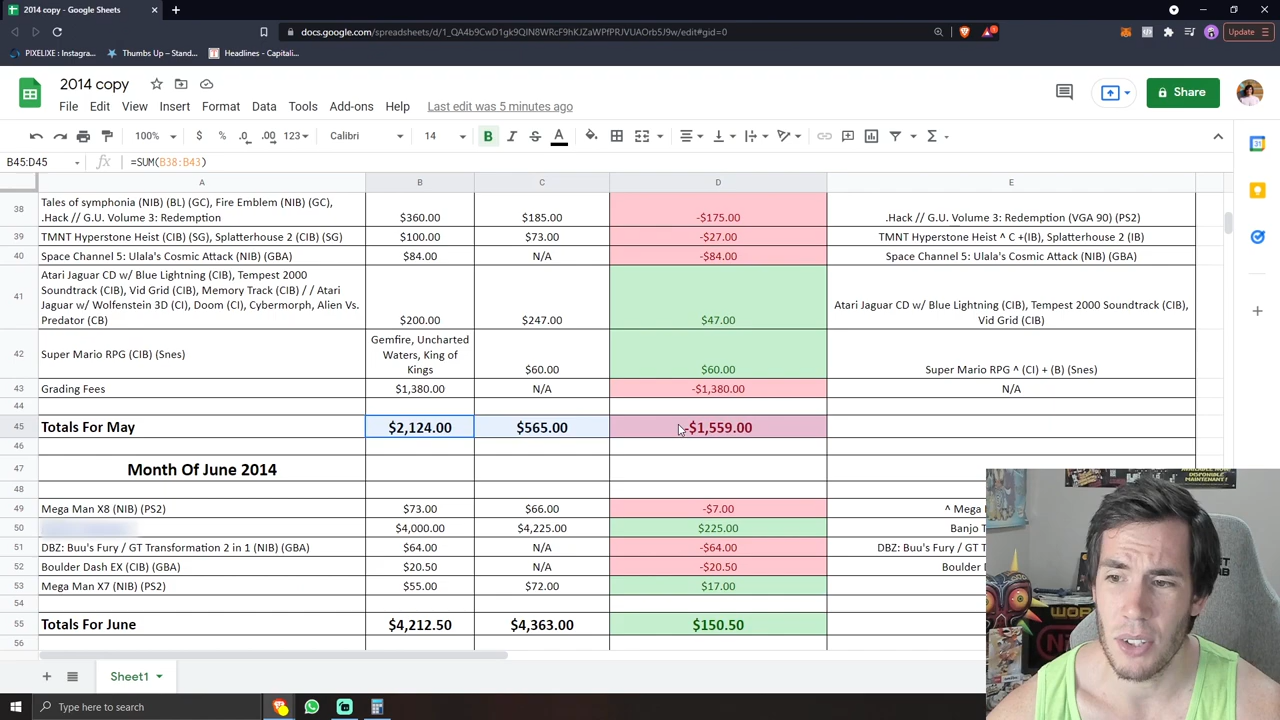 2014 copy - Google Sheets
docs.google.com/spreadsheets/d/1_QA4b9CwD1gk9QIN8WRcF9hKJZaWPfPRJVUAOrb5J9w/edit#gid=0
Update
PIXELIXE : Instagra...
Thumbs Up – Stand...
Headlines - Capitali...
2014 copy
File Edit View Insert Format Data Tools Add-ons Help Last edit was 5 minutes ago
Share
100% $ % .0 .00 123 Calibri 14 B I S A
B45:D45 fx =SUM(B38:B43)
A B C D E
38 Tales of symphonia (NIB) (BL) (GC), Fire Emblem (NIB) (GC),
.Hack // G.U. Volume 3: Redemption $360.00 $185.00 -$175.00 .Hack // G.U. Volume 3: Redemption (VGA 90) (PS2)
39 TMNT Hyperstone Heist (CIB) (SG), Splatterhouse 2 (CIB) (SG) $100.00 $73.00 -$27.00 TMNT Hyperstone Heist ^ C +(IB), Splatterhouse 2 (IB)
40 Space Channel 5: Ulala's Cosmic Attack (NIB) (GBA) $84.00 N/A -$84.00 Space Channel 5: Ulala's Cosmic Attack (NIB) (GBA)
41 Atari Jaguar CD w/ Blue Lightning (CIB), Tempest 2000
Soundtrack (CIB), Vid Grid (CIB), Memory Track (CIB) / / Atari
Jaguar w/ Wolfenstein 3D (CI), Doom (CI), Cybermorph, Alien Vs. Atari Jaguar CD w/ Blue Lightning (CIB), Tempest 2000 Soundtrack (CIB),
Predator (CB) $200.00 $247.00 $47.00 Vid Grid (CIB)
42 Super Mario RPG (CIB) (Snes) Gemfire, Uncharted
Waters, King of
Kings $60.00 $60.00 Super Mario RPG ^ (CI) + (B) (Snes)
43 Grading Fees $1,380.00 N/A -$1,380.00 N/A
44
45 Totals For May $2,124.00 $565.00 -$1,559.00
46
47 Month Of June 2014
48
49 Mega Man X8 (NIB) (PS2) $73.00 $66.00 -$7.00 ^ Mega
50 $4,000.00 $4,225.00 $225.00 Banjo T
51 DBZ: Buu's Fury / GT Transformation 2 in 1 (NIB) (GBA) $64.00 N/A -$64.00 DBZ: Buu's Fury / GT T
52 Boulder Dash EX (CIB) (GBA) $20.50 N/A -$20.50 Boulder D
53 Mega Man X7 (NIB) (PS2) $55.00 $72.00 $17.00
54
55 Totals For June $4,212.50 $4,363.00 $150.50
56
Sheet1
Type here to search